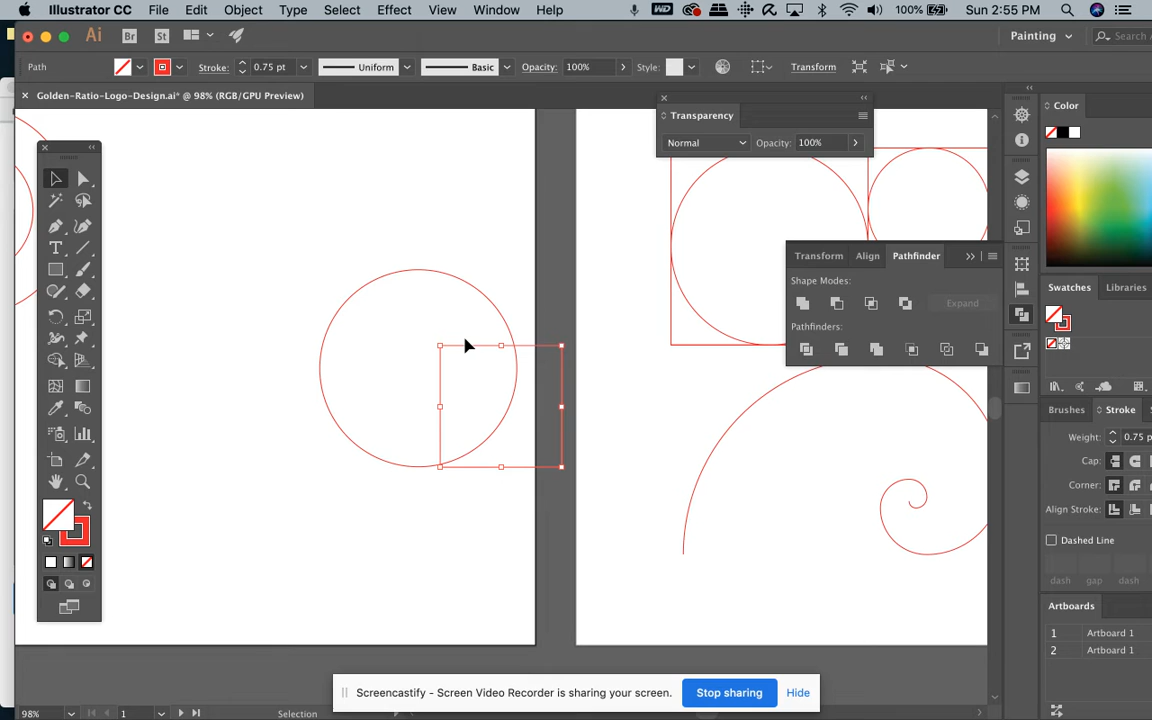 Illustrator CC File Edit Object Type Select Effect View Window Help 100% Sun 2:55 PM
Ai Br St Painting Search
Path Stroke: 0.75 pt Uniform Basic Opacity: 100% Style: Transform
Golden-Ratio-Logo-Design.ai* @ 98% (RGB/GPU Preview)
Transparency
Normal Opacity: 100%
Color
Transform Align Pathfinder
Shape Modes:
Expand
Pathfinders:
Swatches Libraries
Brushes Stroke
Weight: 0.75 p
Cap:
Corner:
Align Stroke:
Dashed Line
dash gap dash
Artboards
1 Artboard 1
2 Artboard 1
Screencastify - Screen Video Recorder is sharing your screen. Stop sharing Hide
98% 1 Selection